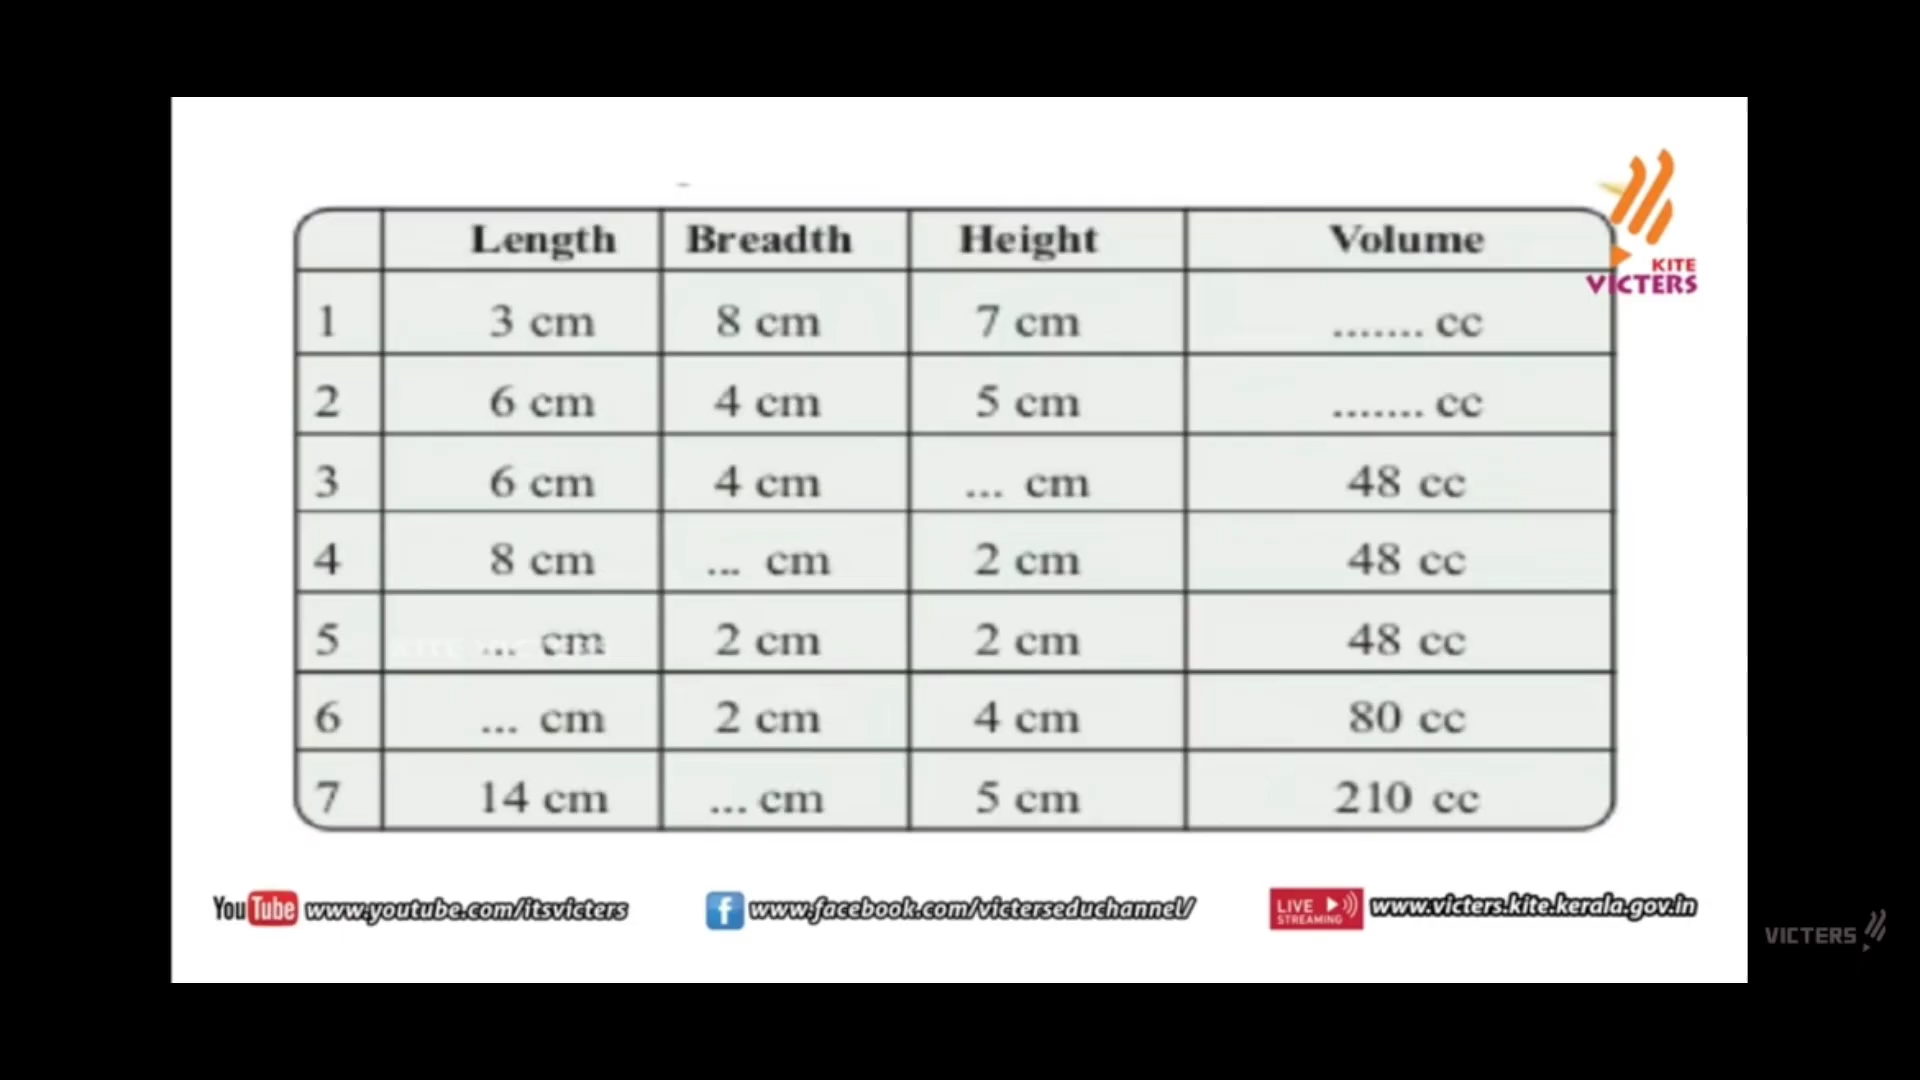 Length Breadth Height Volume
1 3 cm 8 cm 7 cm ....... cc
2 6 cm 4 cm 5 cm ....... cc
3 6 cm 4 cm ... cm 48 cc
4 8 cm ... cm 2 cm 48 cc
5 ... cm 2 cm 2 cm 48 cc
6 ... cm 2 cm 4 cm 80 cc
7 14 cm ... cm 5 cm 210 cc
KITE
VICTERS
YouTube www.youtube.com/itsvicters
f www.facebook.com/victerseduchannel/
LIVE STREAMING www.victers.kite.kerala.gov.in
VICTERS